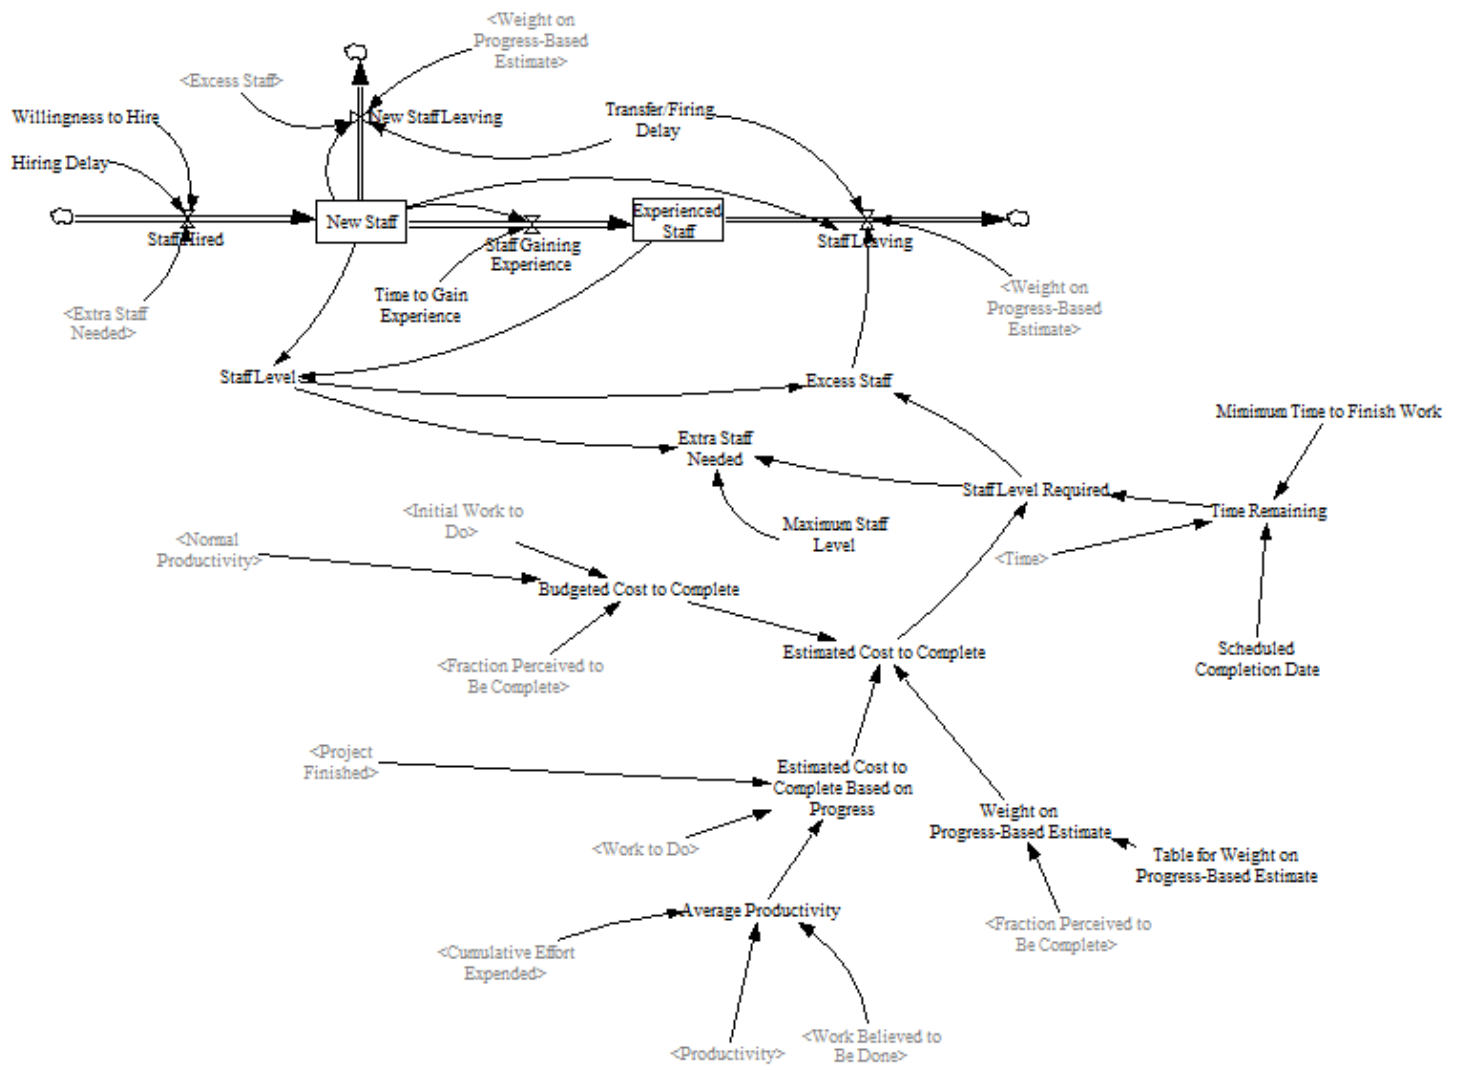 <Weight on
Progress-Based
Estimate>
<Excess Staff>
Willingness to Hire
New Staff Leaving
Transfer/Firing
Delay
Hiring Delay
New Staff
Experienced
Staff
Staff Hired
Staff Gaining
Experience
Staff Leaving
Time to Gain
Experience
<Extra Staff
Needed>
<Weight on
Progress-Based
Estimate>
Staff Level
Excess Staff
Mimimum Time to Finish Work
Extra Staff
Needed
Staff Level Required
Time Remaining
<Initial Work to
Do>
Maximum Staff
Level
<Normal
Productivity>
<Time>
Budgeted Cost to Complete
Estimated Cost to Complete
Scheduled
Completion Date
<Fraction Perceived to
Be Complete>
<Project
Finished>
Estimated Cost to
Complete Based on
Progress
Weight on
Progress-Based Estimate
<Work to Do>
Table for Weight on
Progress-Based Estimate
Average Productivity
<Fraction Perceived to
Be Complete>
<Cumulative Effort
Expended>
<Productivity>
<Work Believed to
Be Done>